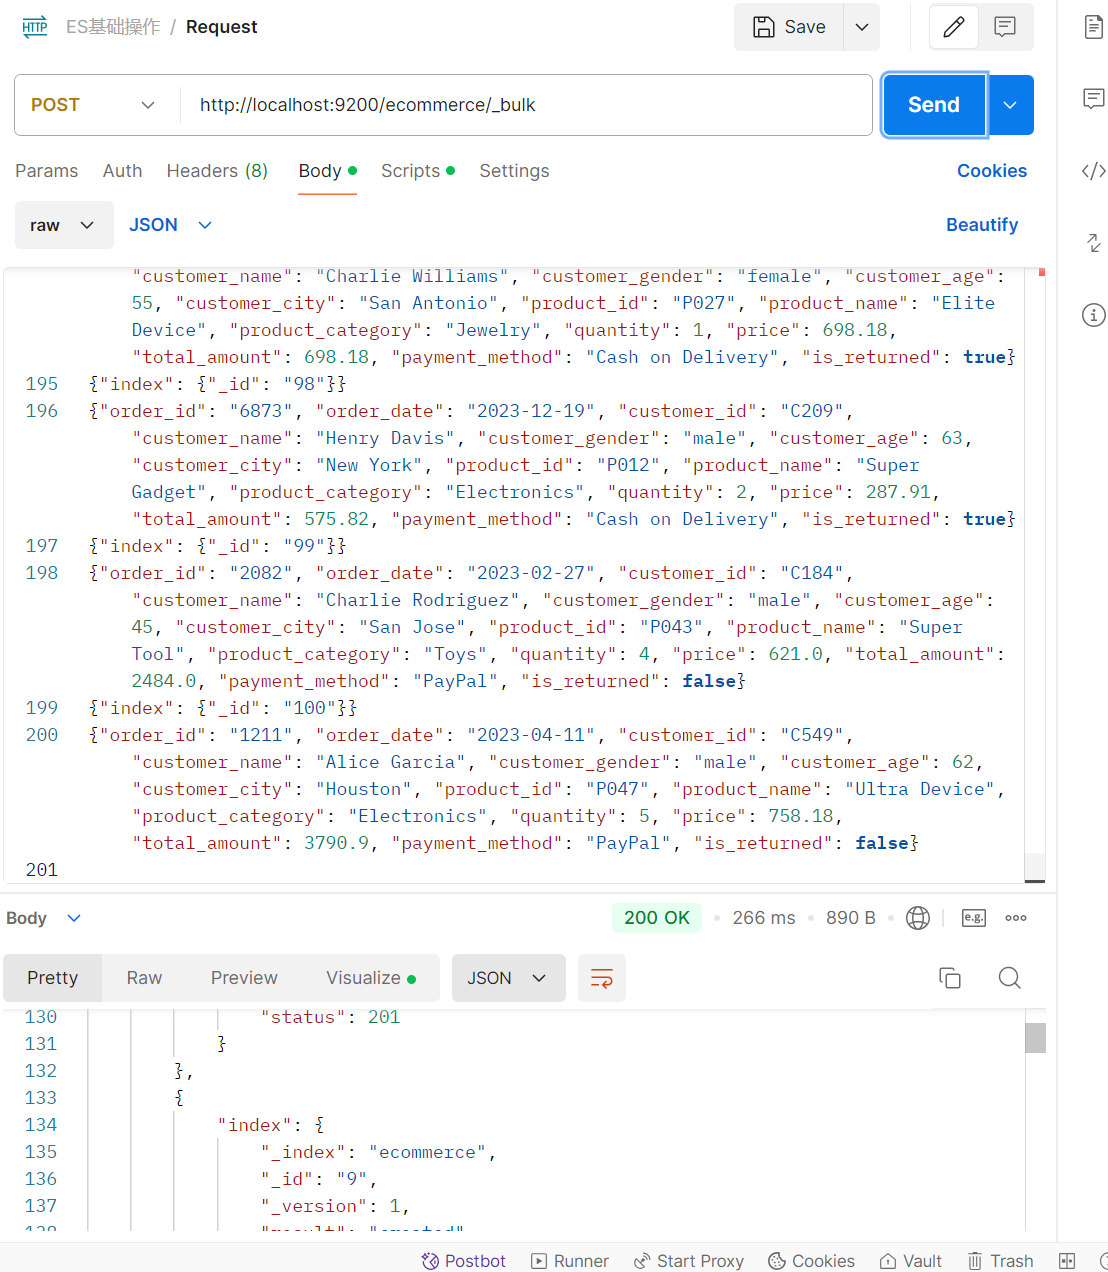 HTTP ES基础操作 / Request Save
POST http://localhost:9200/ecommerce/_bulk Send
Params Auth Headers (8) Body Scripts Settings Cookies
raw JSON Beautify
"customer_name": "Charlie Williams", "customer_gender": "female", "customer_age":
55, "customer_city": "San Antonio", "product_id": "P027", "product_name": "Elite
Device", "product_category": "Jewelry", "quantity": 1, "price": 698.18,
"total_amount": 698.18, "payment_method": "Cash on Delivery", "is_returned": true}
195 {"index": {"_id": "98"}}
196 {"order_id": "6873", "order_date": "2023-12-19", "customer_id": "C209",
"customer_name": "Henry Davis", "customer_gender": "male", "customer_age": 63,
"customer_city": "New York", "product_id": "P012", "product_name": "Super
Gadget", "product_category": "Electronics", "quantity": 2, "price": 287.91,
"total_amount": 575.82, "payment_method": "Cash on Delivery", "is_returned": true}
197 {"index": {"_id": "99"}}
198 {"order_id": "2082", "order_date": "2023-02-27", "customer_id": "C184",
"customer_name": "Charlie Rodriguez", "customer_gender": "male", "customer_age":
45, "customer_city": "San Jose", "product_id": "P043", "product_name": "Super
Tool", "product_category": "Toys", "quantity": 4, "price": 621.0, "total_amount":
2484.0, "payment_method": "PayPal", "is_returned": false}
199 {"index": {"_id": "100"}}
200 {"order_id": "1211", "order_date": "2023-04-11", "customer_id": "C549",
"customer_name": "Alice Garcia", "customer_gender": "male", "customer_age": 62,
"customer_city": "Houston", "product_id": "P047", "product_name": "Ultra Device",
"product_category": "Electronics", "quantity": 5, "price": 758.18,
"total_amount": 3790.9, "payment_method": "PayPal", "is_returned": false}
201
Body 200 OK 266 ms 890 B e.g.
Pretty Raw Preview Visualize JSON
130 "status": 201
131 }
132 },
133 {
134 "index": {
135 "_index": "ecommerce",
136 "_id": "9",
137 "_version": 1,
138 "result": "created"
Postbot Runner Start Proxy Cookies Vault Trash